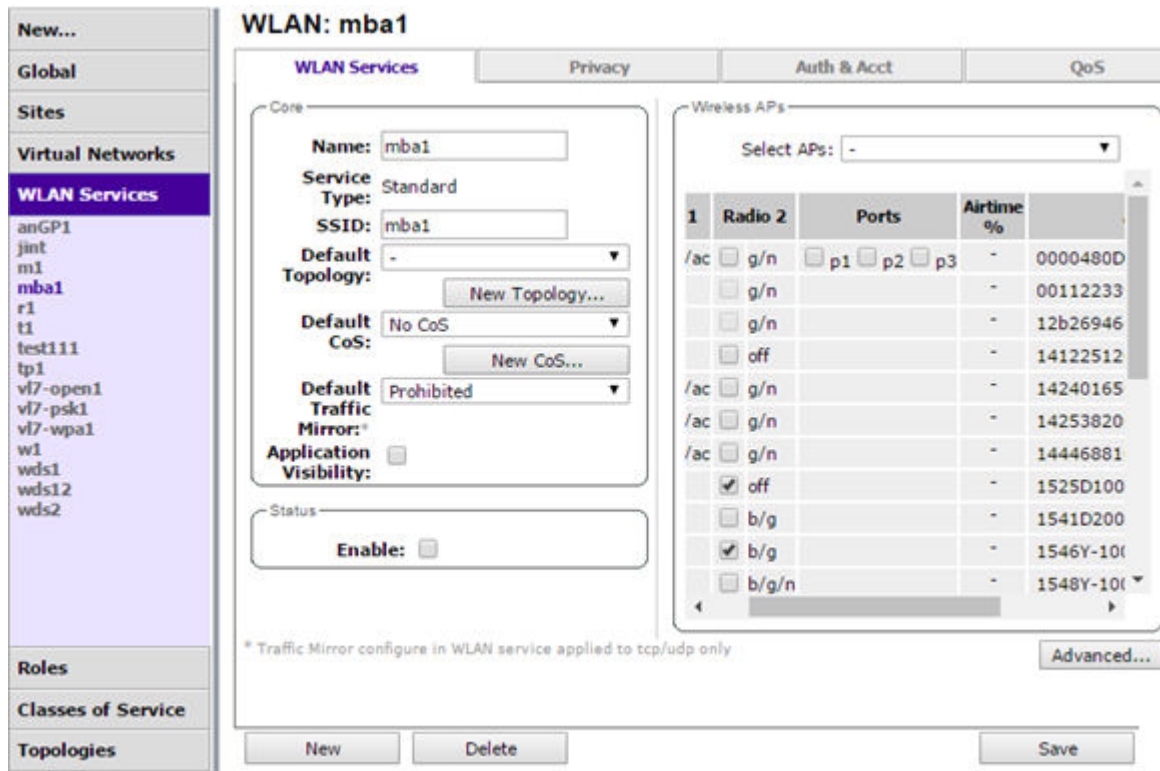 New...
Global
Sites
Virtual Networks
WLAN Services
anGP1
jint
m1
mba1
r1
t1
test111
tp1
vl7-open1
vl7-psk1
vl7-wpa1
w1
wds1
wds12
wds2
Roles
Classes of Service
Topologies
WLAN: mba1
WLAN Services Privacy Auth & Acct QoS
Core
Name: mba1
Service Type: Standard
SSID: mba1
Default Topology: -
New Topology...
Default CoS: No CoS
New CoS...
Default Traffic Mirror:* Prohibited
Application Visibility:
Status
Enable:
Wireless APs
Select APs: -
1 Radio 2 Ports Airtime %
/ac g/n p1 p2 p3 - 0000480D
g/n - 00112233
g/n - 12b26946
off - 14122512
/ac g/n - 14240165
/ac g/n - 14253820
/ac g/n - 14446881
off - 1525D100
b/g - 1541D200
b/g - 1546Y-10
b/g/n - 1548Y-10
* Traffic Mirror configure in WLAN service applied to tcp/udp only
Advanced...
New Delete Save